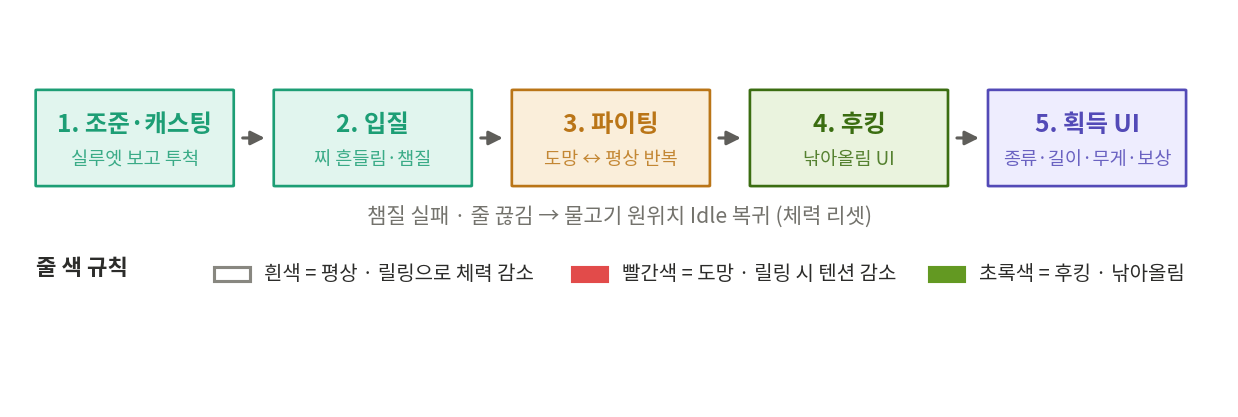 1. 조준·캐스팅
실루엣 보고 투척
2. 입질
찌 흔들림·챔질
3. 파이팅
도망 ↔ 평상 반복
4. 후킹
낚아올림 UI
5. 획득 UI
종류·길이·무게·보상
챔질 실패 · 줄 끊김 → 물고기 원위치 Idle 복귀 (체력 리셋)
줄 색 규칙
흰색 = 평상 · 릴링으로 체력 감소
빨간색 = 도망 · 릴링 시 텐션 감소
초록색 = 후킹 · 낚아올림